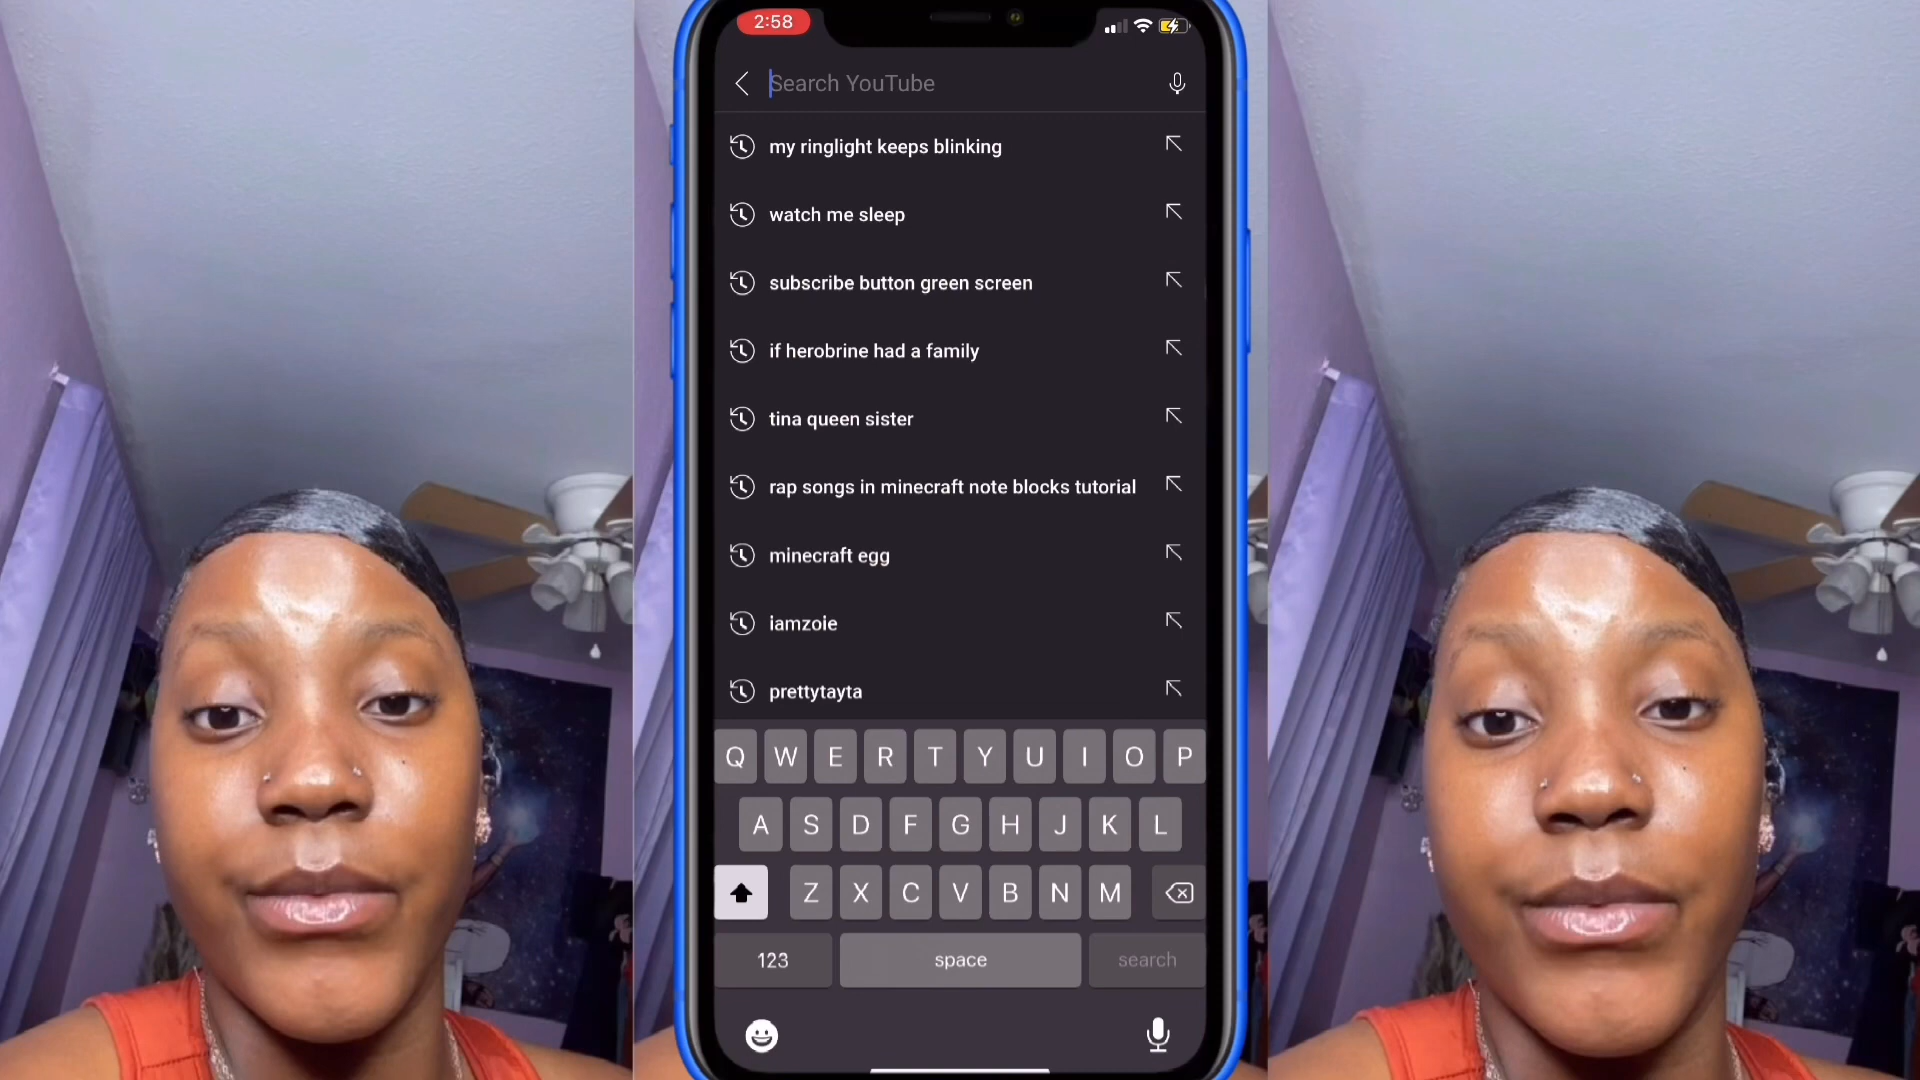 2:58
Search YouTube
my ringlight keeps blinking
watch me sleep
subscribe button green screen
if herobrine had a family
tina queen sister
rap songs in minecraft note blocks tutorial
minecraft egg
iamzoie
prettytayta
Q W E R T Y U I O P
A S D F G H J K L
Z X C V B N M
123 space search